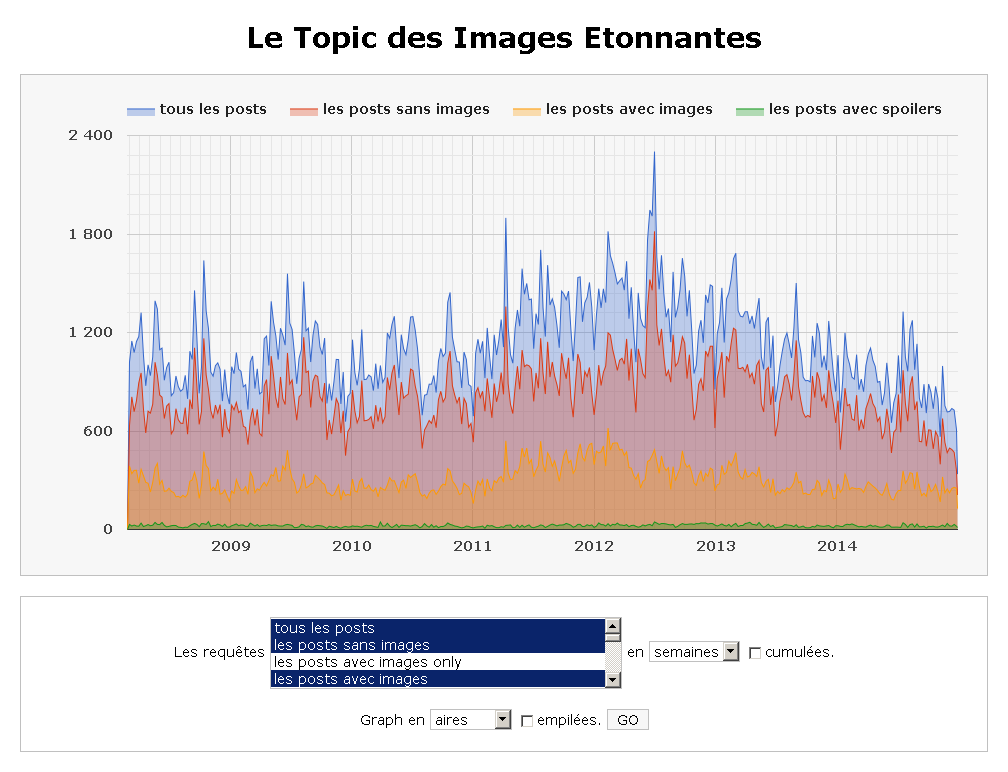 Le Topic des Images Etonnantes
tous les posts les posts sans images les posts avec images les posts avec spoilers
2 400
1 800
1 200
600
0
2009 2010 2011 2012 2013 2014
tous les posts
les posts sans images
Les requêtes en semaines cumulées.
les posts avec images only
les posts avec images
Graph en aires empilées. GO